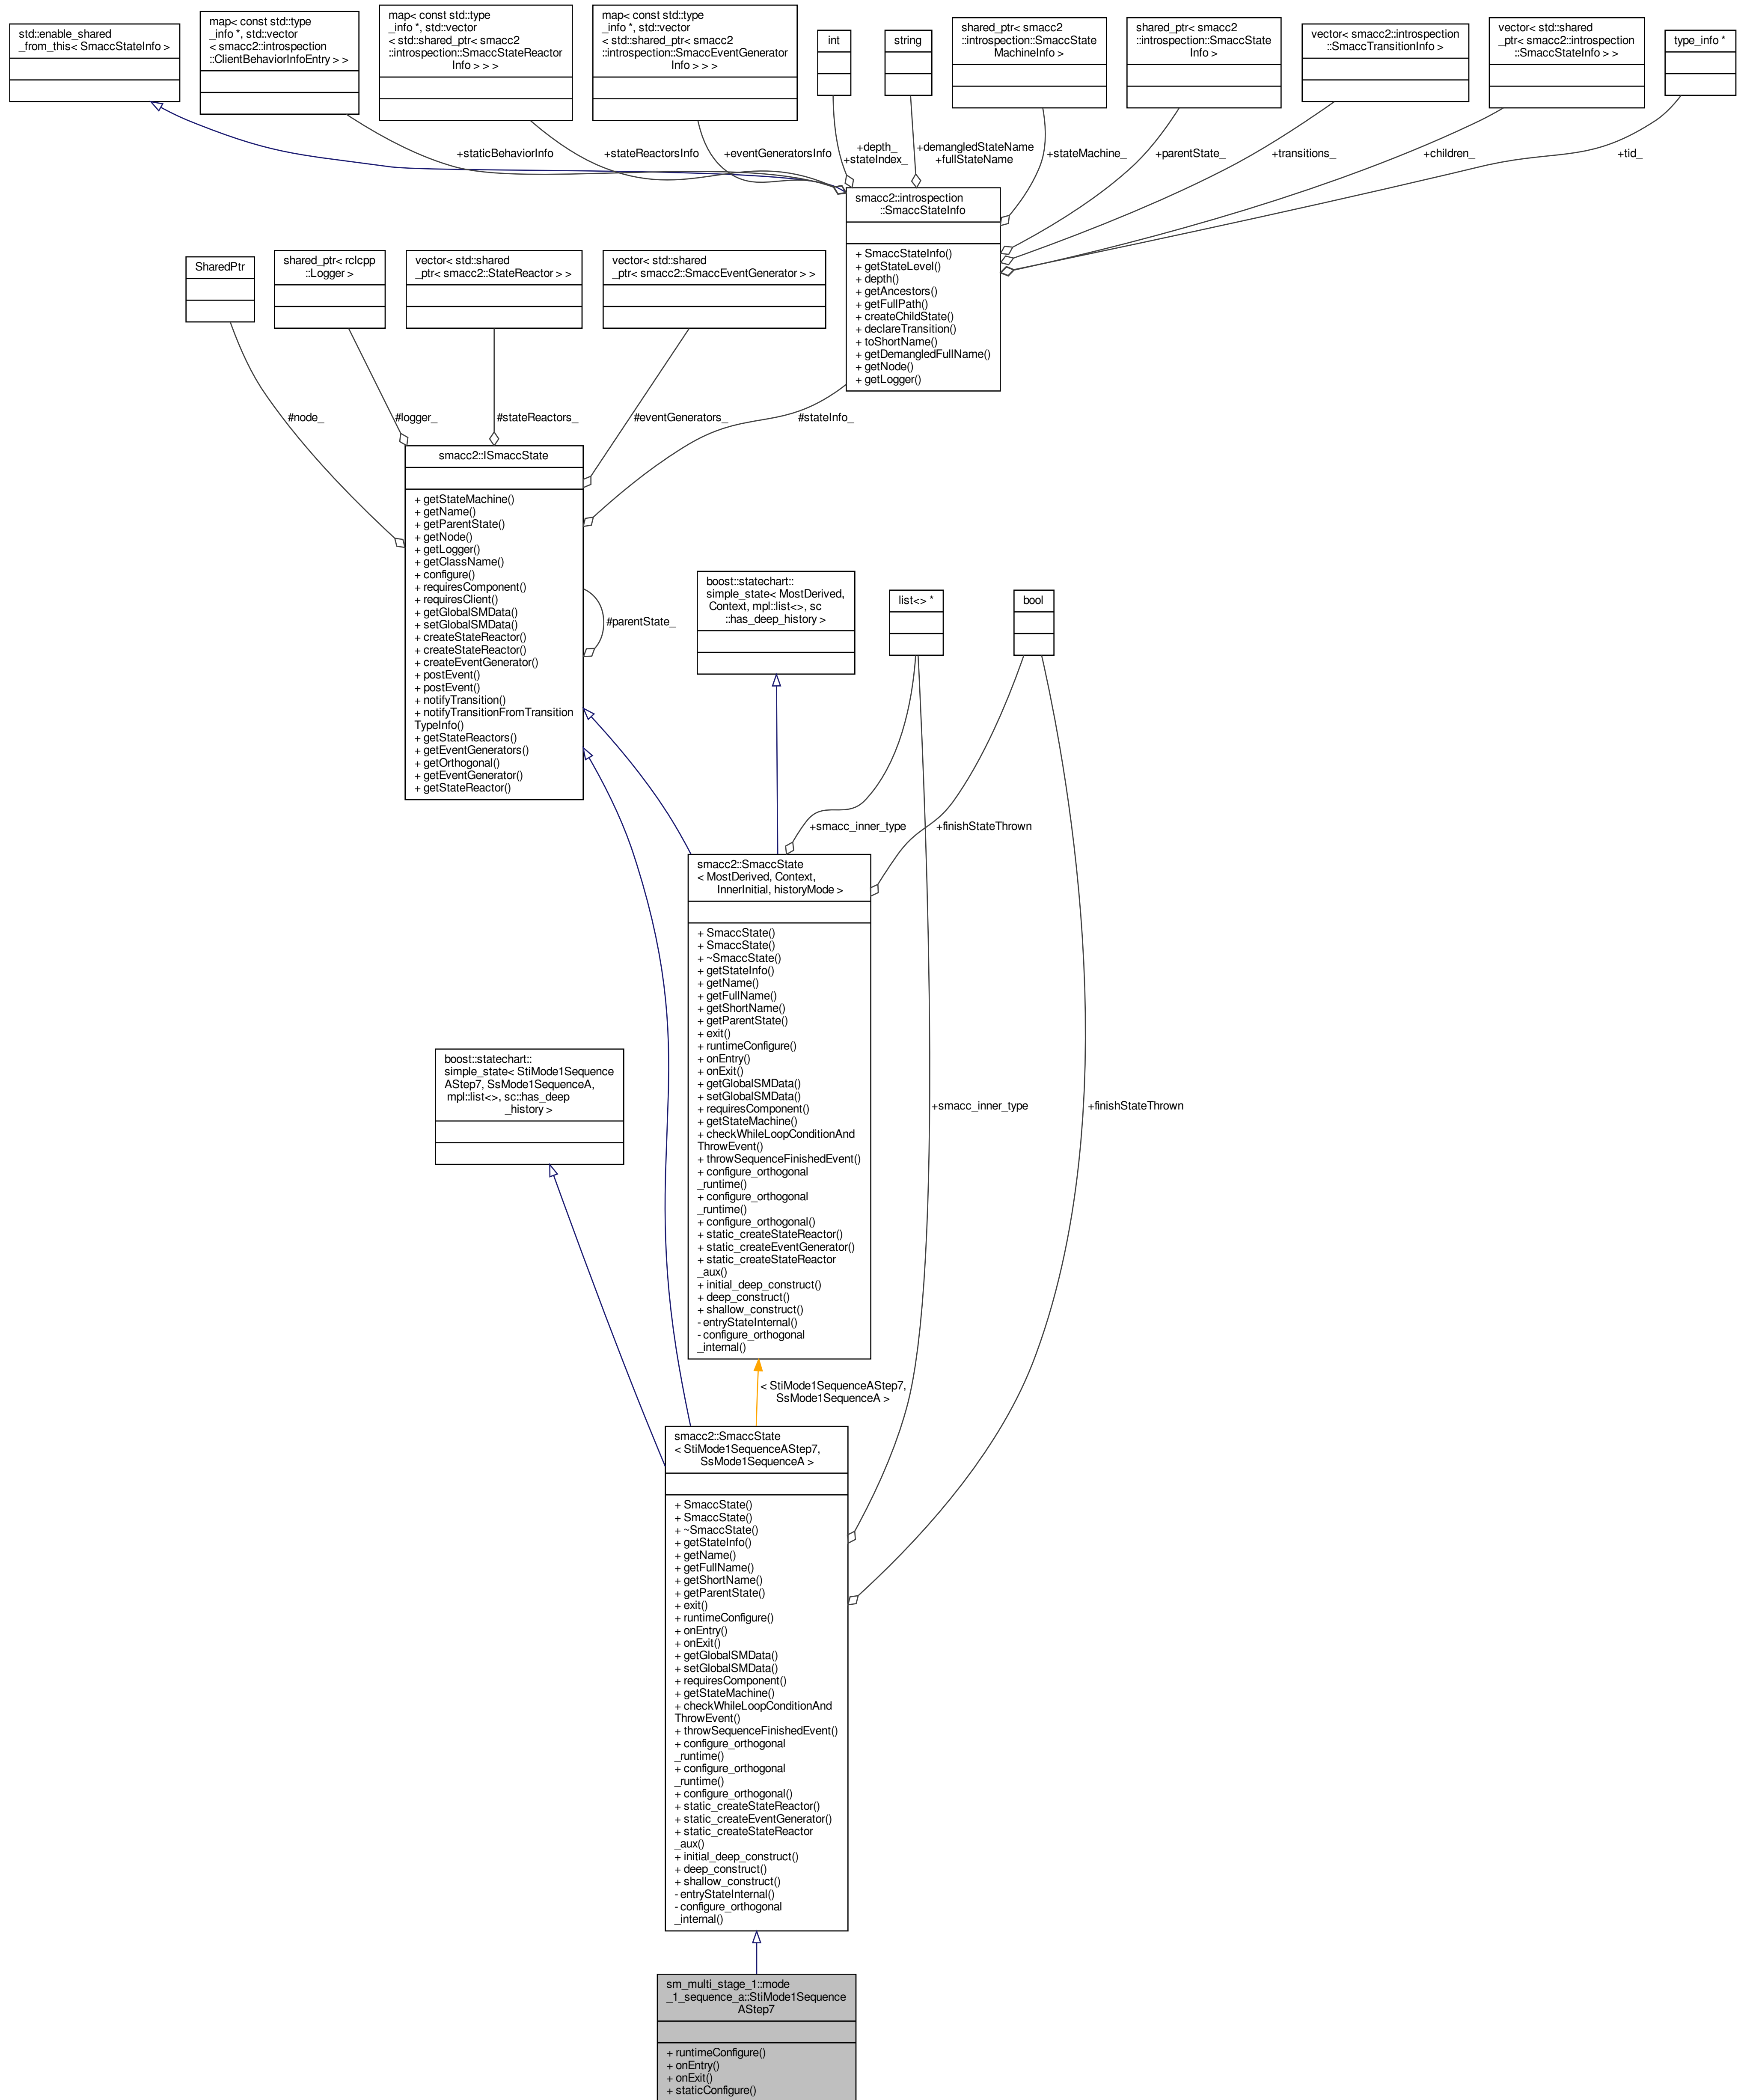 std::enable_shared
_from_this< SmaccStateInfo >
map< const std::type
_info *, std::vector
< smacc2::introspection
::ClientBehaviorInfoEntry > >
map< const std::type
_info *, std::vector
< std::shared_ptr< smacc2
::introspection::SmaccStateReactor
Info > > >
map< const std::type
_info *, std::vector
< std::shared_ptr< smacc2
::introspection::SmaccEventGenerator
Info > > >
int
string
shared_ptr< smacc2
::introspection::SmaccState
MachineInfo >
shared_ptr< smacc2
::introspection::SmaccState
Info >
vector< smacc2::introspection
::SmaccTransitionInfo >
vector< std::shared
_ptr< smacc2::introspection
::SmaccStateInfo > >
type_info *
+staticBehaviorInfo
+stateReactorsInfo
+eventGeneratorsInfo
+depth_
+stateIndex_
+demangledStateName
+fullStateName
+stateMachine_
+parentState_
+transitions_
+children_
+tid_
smacc2::introspection
::SmaccStateInfo
+ SmaccStateInfo()
+ getStateLevel()
+ depth()
+ getAncestors()
+ getFullPath()
+ createChildState()
+ declareTransition()
+ toShortName()
+ getDemangledFullName()
+ getNode()
+ getLogger()
SharedPtr
shared_ptr< rclcpp
::Logger >
vector< std::shared
_ptr< smacc2::StateReactor > >
vector< std::shared
_ptr< smacc2::SmaccEventGenerator > >
#node_
#logger_
#stateReactors_
#eventGenerators_
#stateInfo_
smacc2::ISmaccState
+ getStateMachine()
+ getName()
+ getParentState()
+ getNode()
+ getLogger()
+ getClassName()
+ configure()
+ requiresComponent()
+ requiresClient()
+ getGlobalSMData()
+ setGlobalSMData()
+ createStateReactor()
+ createStateReactor()
+ createEventGenerator()
+ postEvent()
+ postEvent()
+ notifyTransition()
+ notifyTransitionFromTransition
TypeInfo()
+ getStateReactors()
+ getEventGenerators()
+ getOrthogonal()
+ getEventGenerator()
+ getStateReactor()
#parentState_
boost::statechart::
simple_state< MostDerived,
Context, mpl::list<>, sc
::has_deep_history >
list<> *
bool
+smacc_inner_type
+finishStateThrown
smacc2::SmaccState
< MostDerived, Context,
InnerInitial, historyMode >
+ SmaccState()
+ SmaccState()
+ ~SmaccState()
+ getStateInfo()
+ getName()
+ getFullName()
+ getShortName()
+ getParentState()
+ exit()
+ runtimeConfigure()
+ onEntry()
+ onExit()
+ getGlobalSMData()
+ setGlobalSMData()
+ requiresComponent()
+ getStateMachine()
+ checkWhileLoopConditionAnd
ThrowEvent()
+ throwSequenceFinishedEvent()
+ configure_orthogonal
_runtime()
+ configure_orthogonal
_runtime()
+ configure_orthogonal()
+ static_createStateReactor()
+ static_createEventGenerator()
+ static_createStateReactor
_aux()
+ initial_deep_construct()
+ deep_construct()
+ shallow_construct()
- entryStateInternal()
- configure_orthogonal
_internal()
boost::statechart::
simple_state< StiMode1Sequence
AStep7, SsMode1SequenceA,
mpl::list<>, sc::has_deep
_history >
+smacc_inner_type
+finishStateThrown
< StiMode1SequenceAStep7,
SsMode1SequenceA >
smacc2::SmaccState
< StiMode1SequenceAStep7,
SsMode1SequenceA >
+ SmaccState()
+ SmaccState()
+ ~SmaccState()
+ getStateInfo()
+ getName()
+ getFullName()
+ getShortName()
+ getParentState()
+ exit()
+ runtimeConfigure()
+ onEntry()
+ onExit()
+ getGlobalSMData()
+ setGlobalSMData()
+ requiresComponent()
+ getStateMachine()
+ checkWhileLoopConditionAnd
ThrowEvent()
+ throwSequenceFinishedEvent()
+ configure_orthogonal
_runtime()
+ configure_orthogonal
_runtime()
+ configure_orthogonal()
+ static_createStateReactor()
+ static_createEventGenerator()
+ static_createStateReactor
_aux()
+ initial_deep_construct()
+ deep_construct()
+ shallow_construct()
- entryStateInternal()
- configure_orthogonal
_internal()
sm_multi_stage_1::mode
_1_sequence_a::StiMode1Sequence
AStep7
+ runtimeConfigure()
+ onEntry()
+ onExit()
+ staticConfigure()